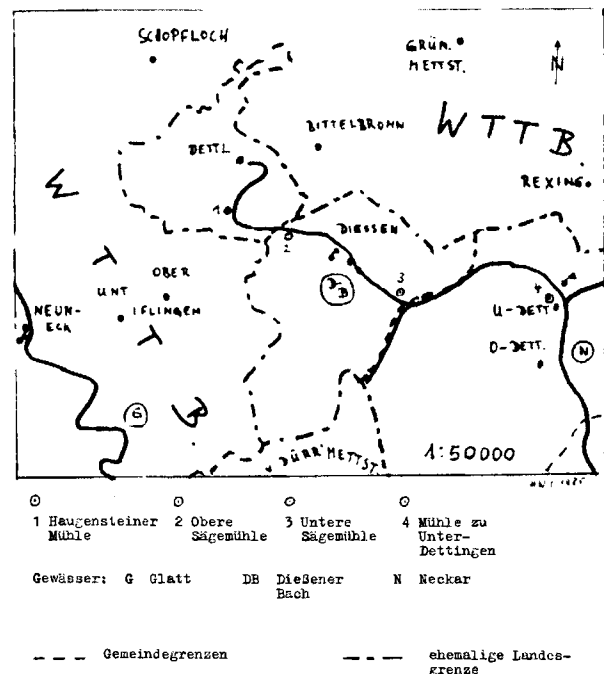 SCHOPFLOCH
GRÜN
METTST.
N
BITTELBRONN
WTTB.
DETTL.
REXING.
1
W
DIESSEN
2
DB
3
T
OBER
UNT
IFLINGEN
T
NEUN-
ECK
4
U-DETT
O-DETT.
N
G
B
DÜRR'METTST.
1:50000
1 Haugensteiner
Mühle
2 Obere
Sägemühle
3 Untere
Sägemühle
4 Mühle zu
Unter-
Dettingen
Gewässer: G Glatt DB Dießener
Bach N Neckar
Gemeindegrenzen
ehemalige Landes-
grenze